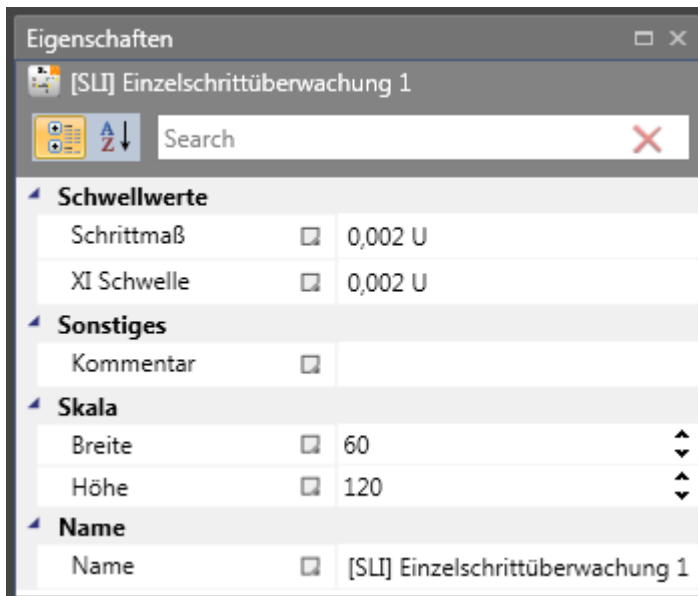 Eigenschaften
[SLI] Einzelschrittüberwachung 1
A
Z
Search
Schwellwerte
Schrittmaß 0,002 U
XI Schwelle 0,002 U
Sonstiges
Kommentar
Skala
Breite 60
Höhe 120
Name
Name [SLI] Einzelschrittüberwachung 1